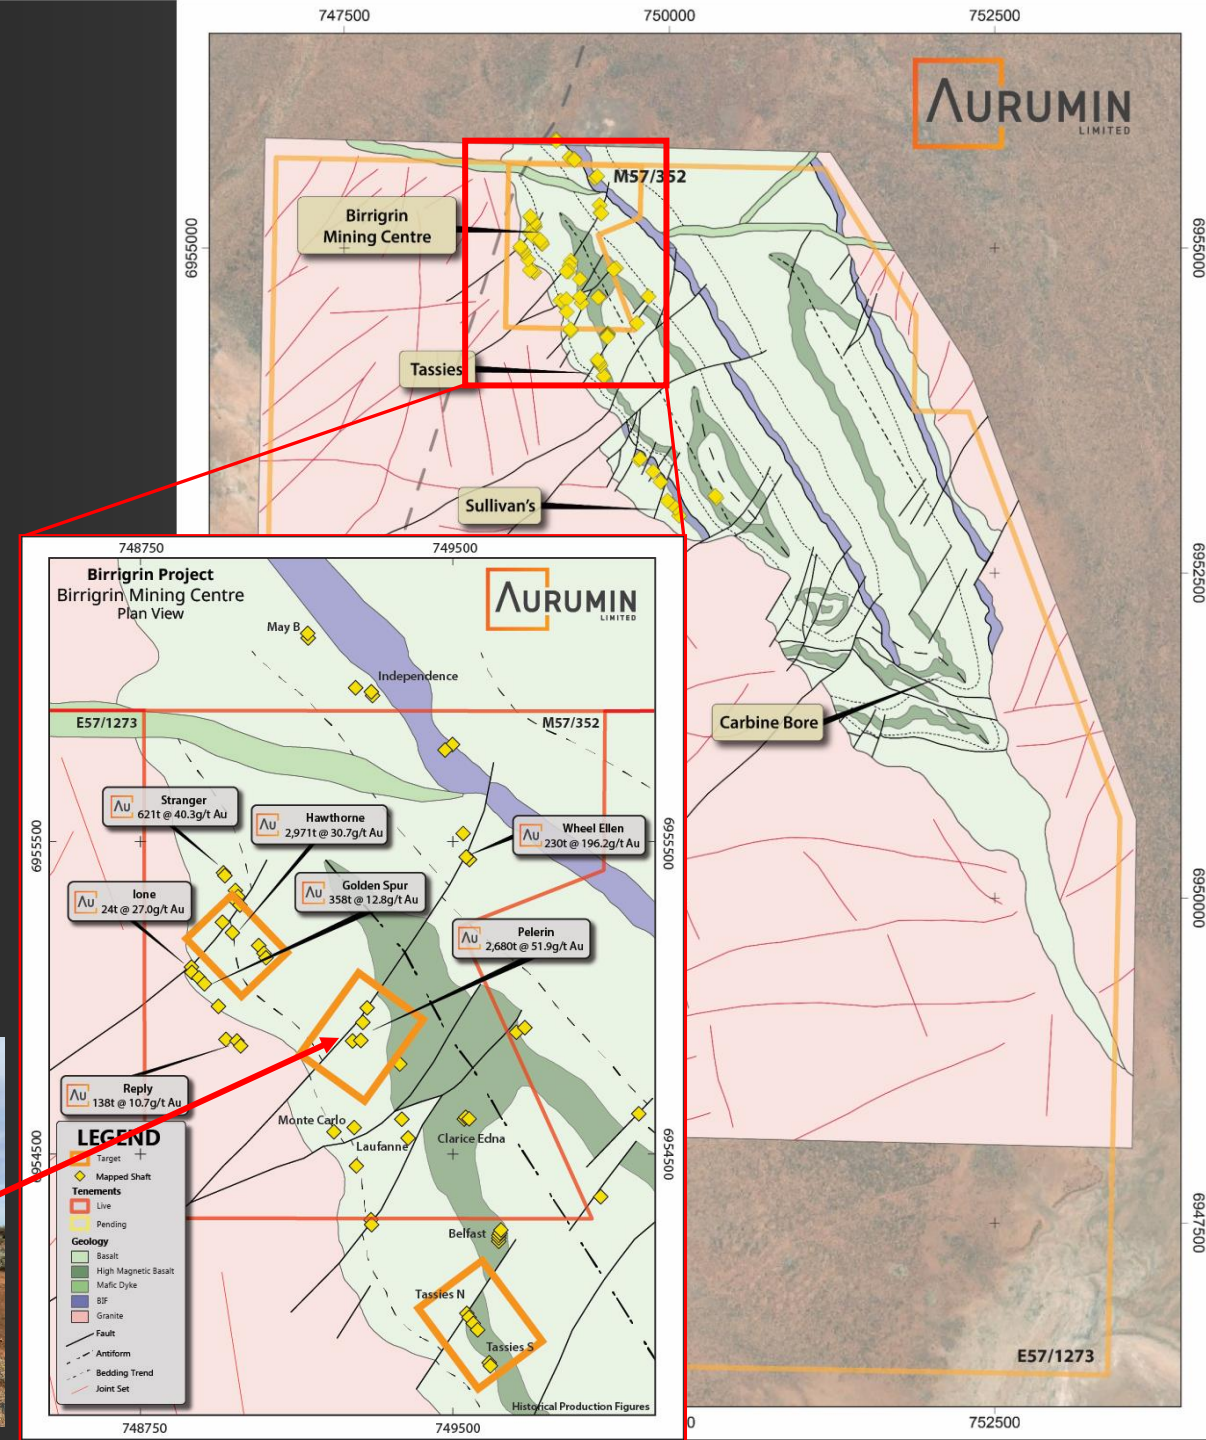 747500
750000
752500
AURUMIN
LIMITED
M57/352
Birrigrin
Mining Centre
6955000
6955000
Tassies
Sullivan's
6952500
Carbine Bore
6950000
6947500
E57/1273
0
752500
748750
749500
Birrigrin Project
Birrigrin Mining Centre
Plan View
AURUMIN
LIMITED
May B
Independence
E57/1273
M57/352
Stranger
621t @ 40.3g/t Au
Hawthorne
2,971t @ 30.7g/t Au
Wheel Ellen
230t @ 196.2g/t Au
6955500
6955500
Ione
24t @ 27.0g/t Au
Golden Spur
358t @ 12.8g/t Au
Pelerin
2,680t @ 51.9g/t Au
Reply
138t @ 10.7g/t Au
Monte Carlo
Laufanne
Clarice Edna
6954500
6954500
Belfast
Tassies N
Tassies S
LEGEND
Target
Mapped Shaft
Tenements
Live
Pending
Geology
Basalt
High Magnetic Basalt
Mafic Dyke
BIF
Granite
Fault
Antiform
Bedding Trend
Joint Set
Historical Production Figures
748750
749500